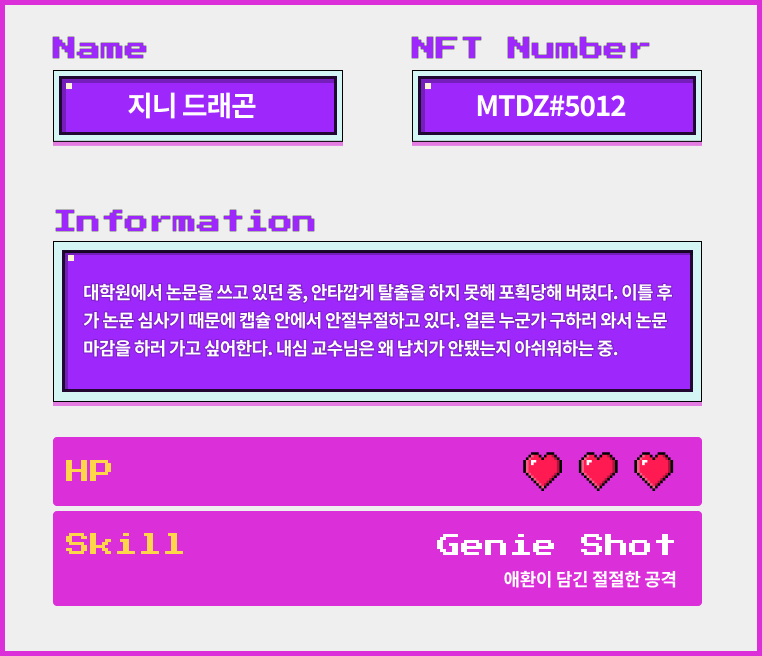 Name
지니 드래곤
NFT Number
MTDZ#5012
Information
대학원에서 논문을 쓰고 있던 중, 안타깝게 탈출을 하지 못해 포획당해 버렸다. 이틀 후
가 논문 심사기 때문에 캡슐 안에서 안절부절하고 있다. 얼른 누군가 구하러 와서 논문
마감을 하러 가고 싶어한다. 내심 교수님은 왜 납치가 안됐는지 아쉬워하는 중.
HP
Skill
Genie Shot
애환이 담긴 절절한 공격